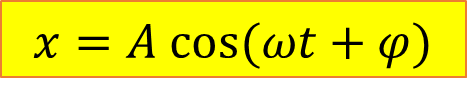 x = A cos(ωt + φ)